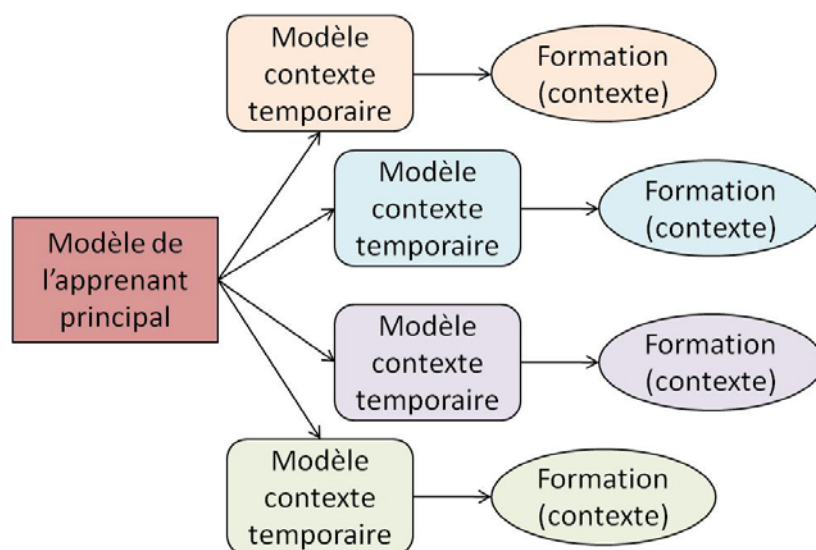 Modèle
contexte
temporaire
Formation
(contexte)
Modèle
contexte
temporaire
Formation
(contexte)
Modèle de
l'apprenant
principal
Modèle
contexte
temporaire
Formation
(contexte)
Modèle
contexte
temporaire
Formation
(contexte)